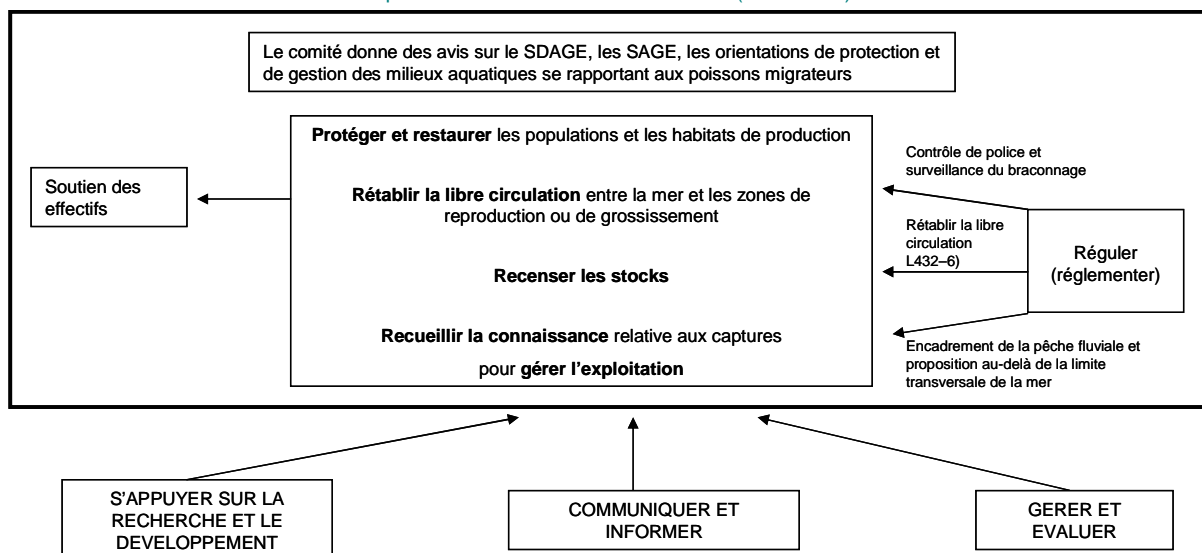 Le comité donne des avis sur le SDAGE, les SAGE, les orientations de protection et
de gestion des milieux aquatiques se rapportant aux poissons migrateurs
Protéger et restaurer les populations et les habitats de production
Soutien des
effectifs
Rétablir la libre circulation entre la mer et les zones de
reproduction ou de grossissement
Recenser les stocks
Recueillir la connaissance relative aux captures
pour gérer l'exploitation
Contrôle de police et
surveillance du braconnage
Rétablir la libre
circulation
L432–6)
Réguler
(réglementer)
Encadrement de la pêche fluviale et
proposition au-delà de la limite
transversale de la mer
S'APPUYER SUR LA
RECHERCHE ET LE
DEVELOPPEMENT
COMMUNIQUER ET
INFORMER
GERER ET
EVALUER